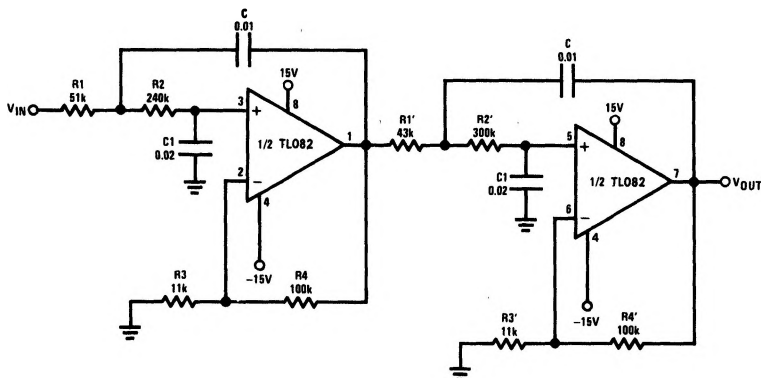 C
0.01
R1
51k
R2
240k
VIN
C1
0.02
15V
8
3
+
1/2 TL082
1
2
−
4
−15V
R3
11k
R4
100k
C
0.01
R1'
43k
R2'
300k
C1
0.02
15V
8
5
+
1/2 TL082
7
VOUT
6
−
4
−15V
R3'
11k
R4'
100k